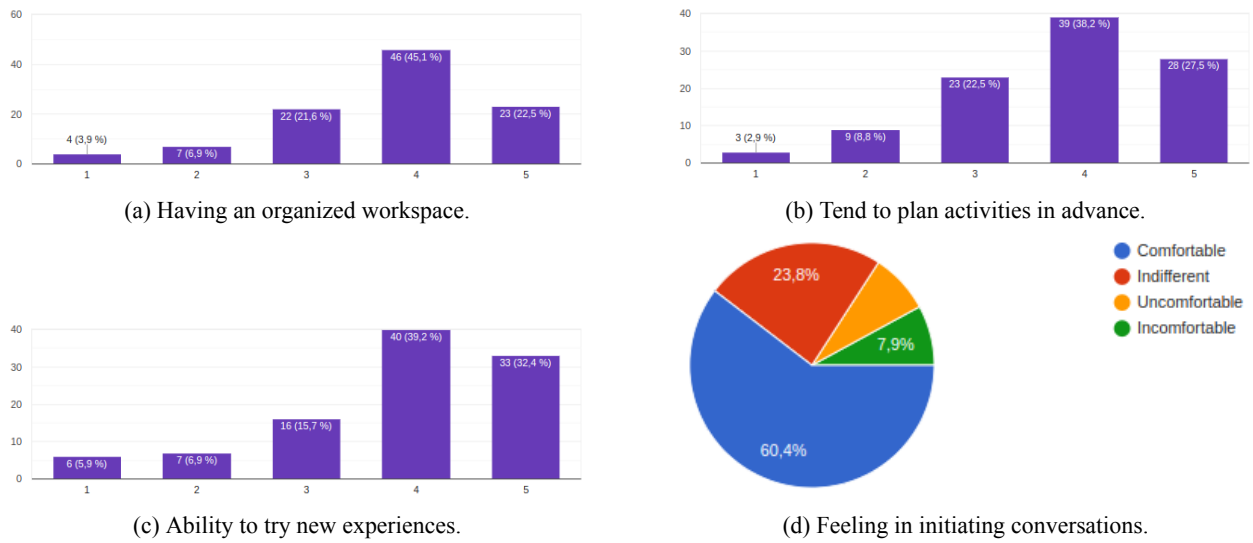 60
40
20
0
4 (3,9 %)
7 (6,9 %)
22 (21,6 %)
46 (45,1 %)
23 (22,5 %)
1 2 3 4 5
(a) Having an organized workspace.
40
30
20
10
0
3 (2,9 %)
9 (8,8 %)
23 (22,5 %)
39 (38,2 %)
28 (27,5 %)
1 2 3 4 5
(b) Tend to plan activities in advance.
40
30
20
10
0
6 (5,9 %)
7 (6,9 %)
16 (15,7 %)
40 (39,2 %)
33 (32,4 %)
1 2 3 4 5
(c) Ability to try new experiences.
23,8%
7,9%
60,4%
Comfortable
Indifferent
Uncomfortable
Incomfortable
(d) Feeling in initiating conversations.